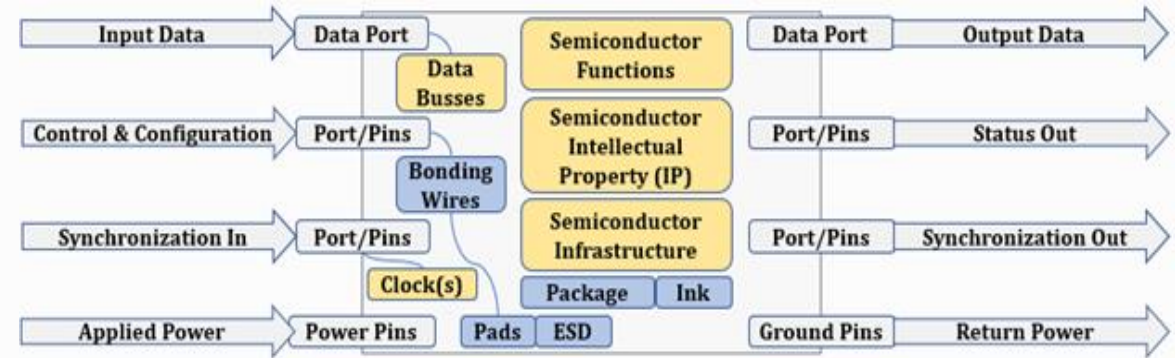 Input Data
Data Port
Semiconductor
Functions
Data Port
Output Data
Data
Busses
Control & Configuration
Port/Pins
Semiconductor
Intellectual
Property (IP)
Port/Pins
Status Out
Bonding
Wires
Synchronization In
Port/Pins
Semiconductor
Infrastructure
Port/Pins
Synchronization Out
Clock(s)
Package
Ink
Applied Power
Power Pins
Pads
ESD
Ground Pins
Return Power